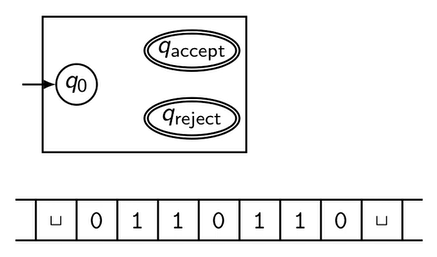 q0
qaccept
qreject
⊔ 0 1 1 0 1 1 0 ⊔